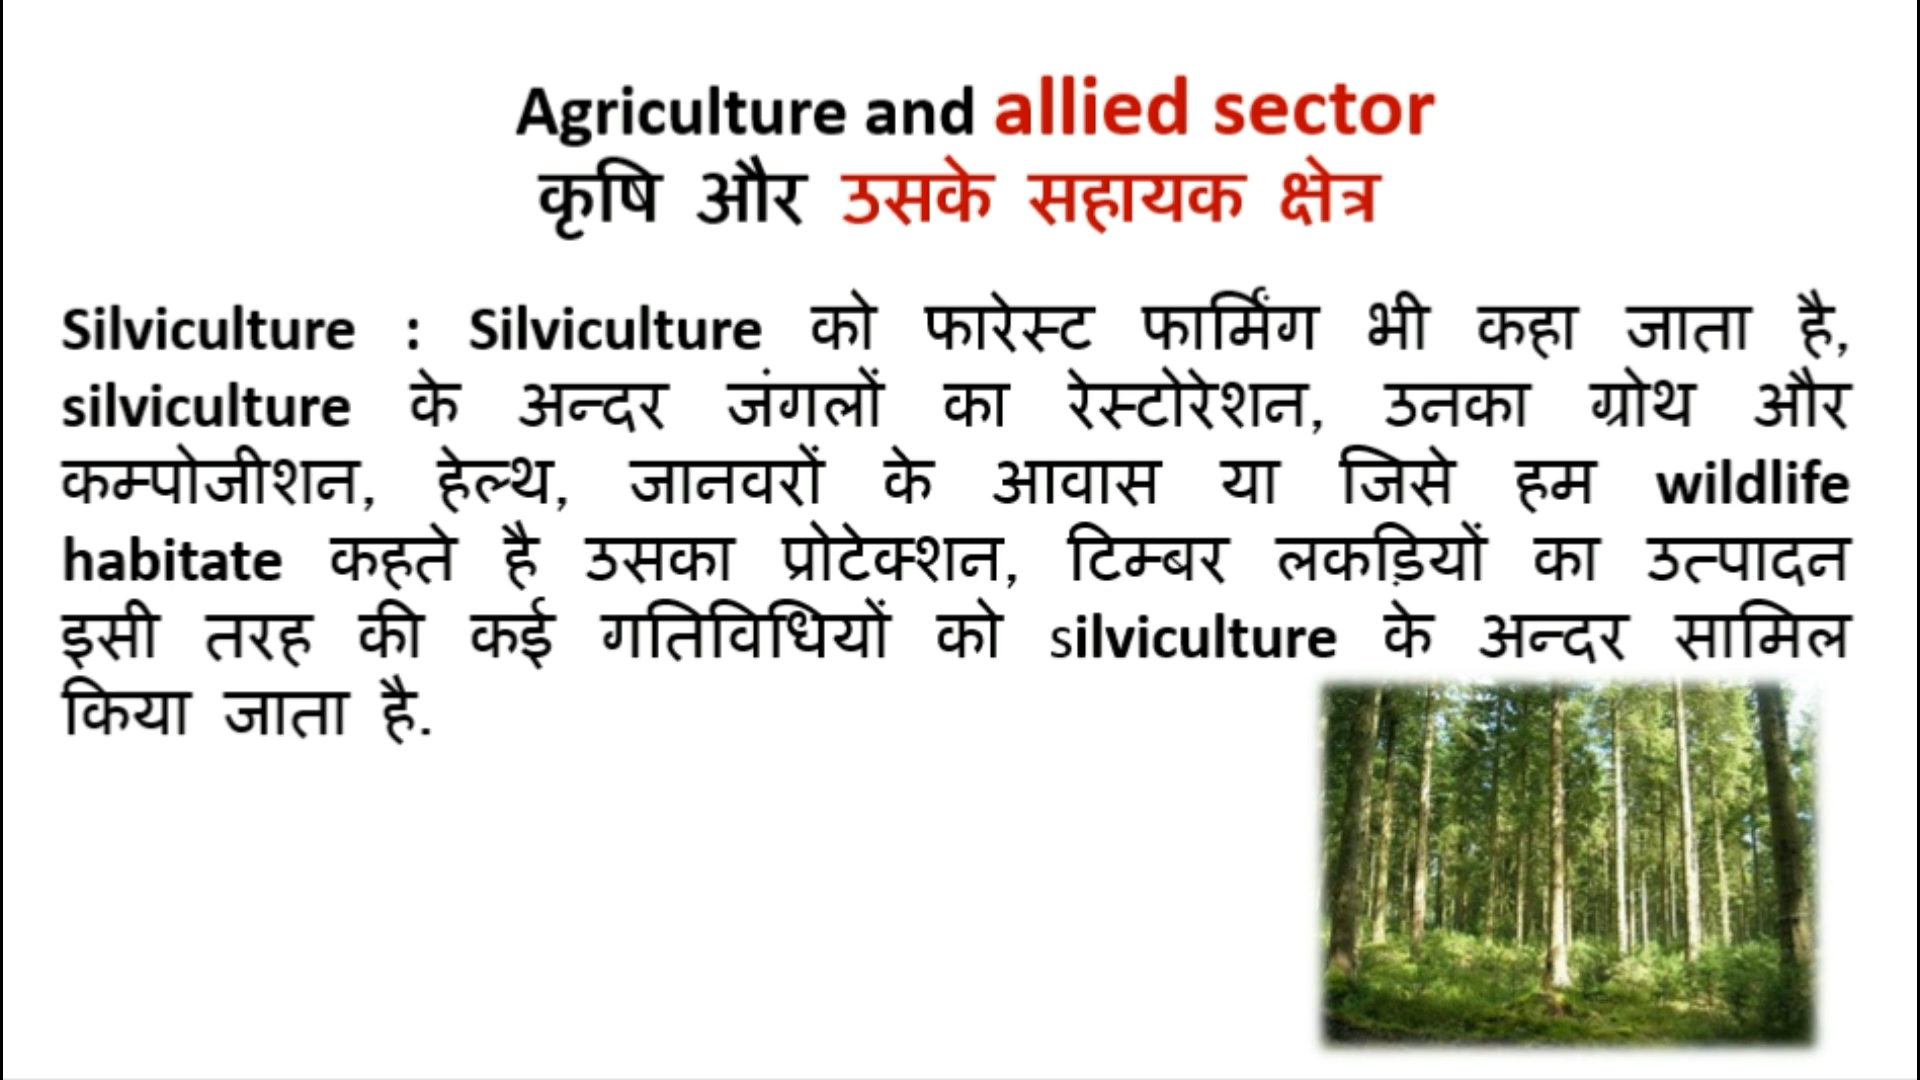 Agriculture and allied sector
कृषि और उसके सहायक क्षेत्र
Silviculture : Silviculture को फारेस्ट फार्मिंग भी कहा जाता है,
silviculture के अन्दर जंगलों का रेस्टोरेशन, उनका ग्रोथ और
कम्पोजीशन, हेल्थ, जानवरों के आवास या जिसे हम wildlife
habitate कहते है उसका प्रोटेक्शन, टिम्बर लकड़ियों का उत्पादन
इसी तरह की कई गतिविधियों को silviculture के अन्दर सामिल
किया जाता है.